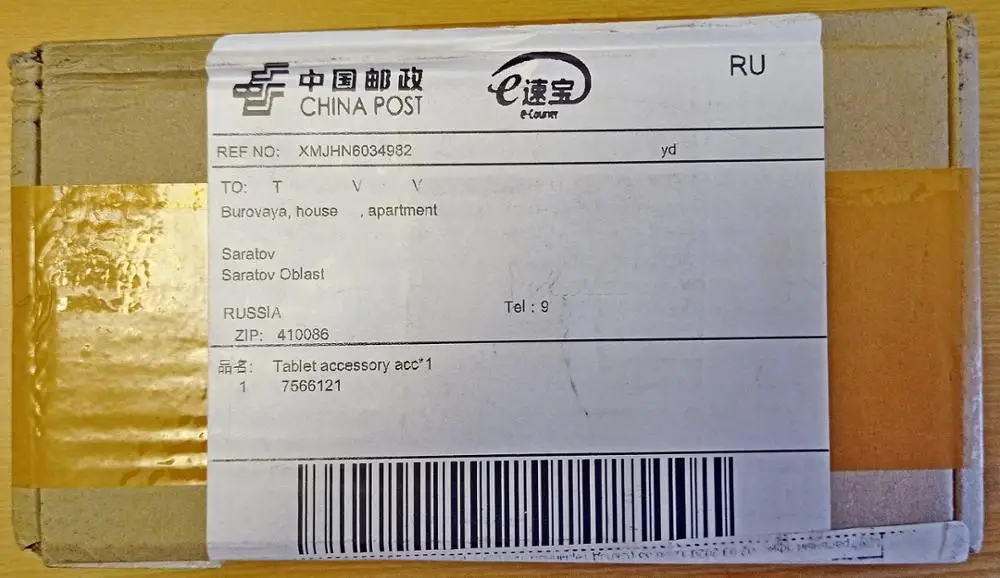 中国邮政
CHINA POST
e速宝
e-Courier
RU
REF NO: XMJHN6034982 yd
TO: T V V
Burovaya, house , apartment
Saratov
Saratov Oblast
RUSSIA Tel : 9
ZIP: 410086
品名: Tablet accessory acc*1
1 7566121